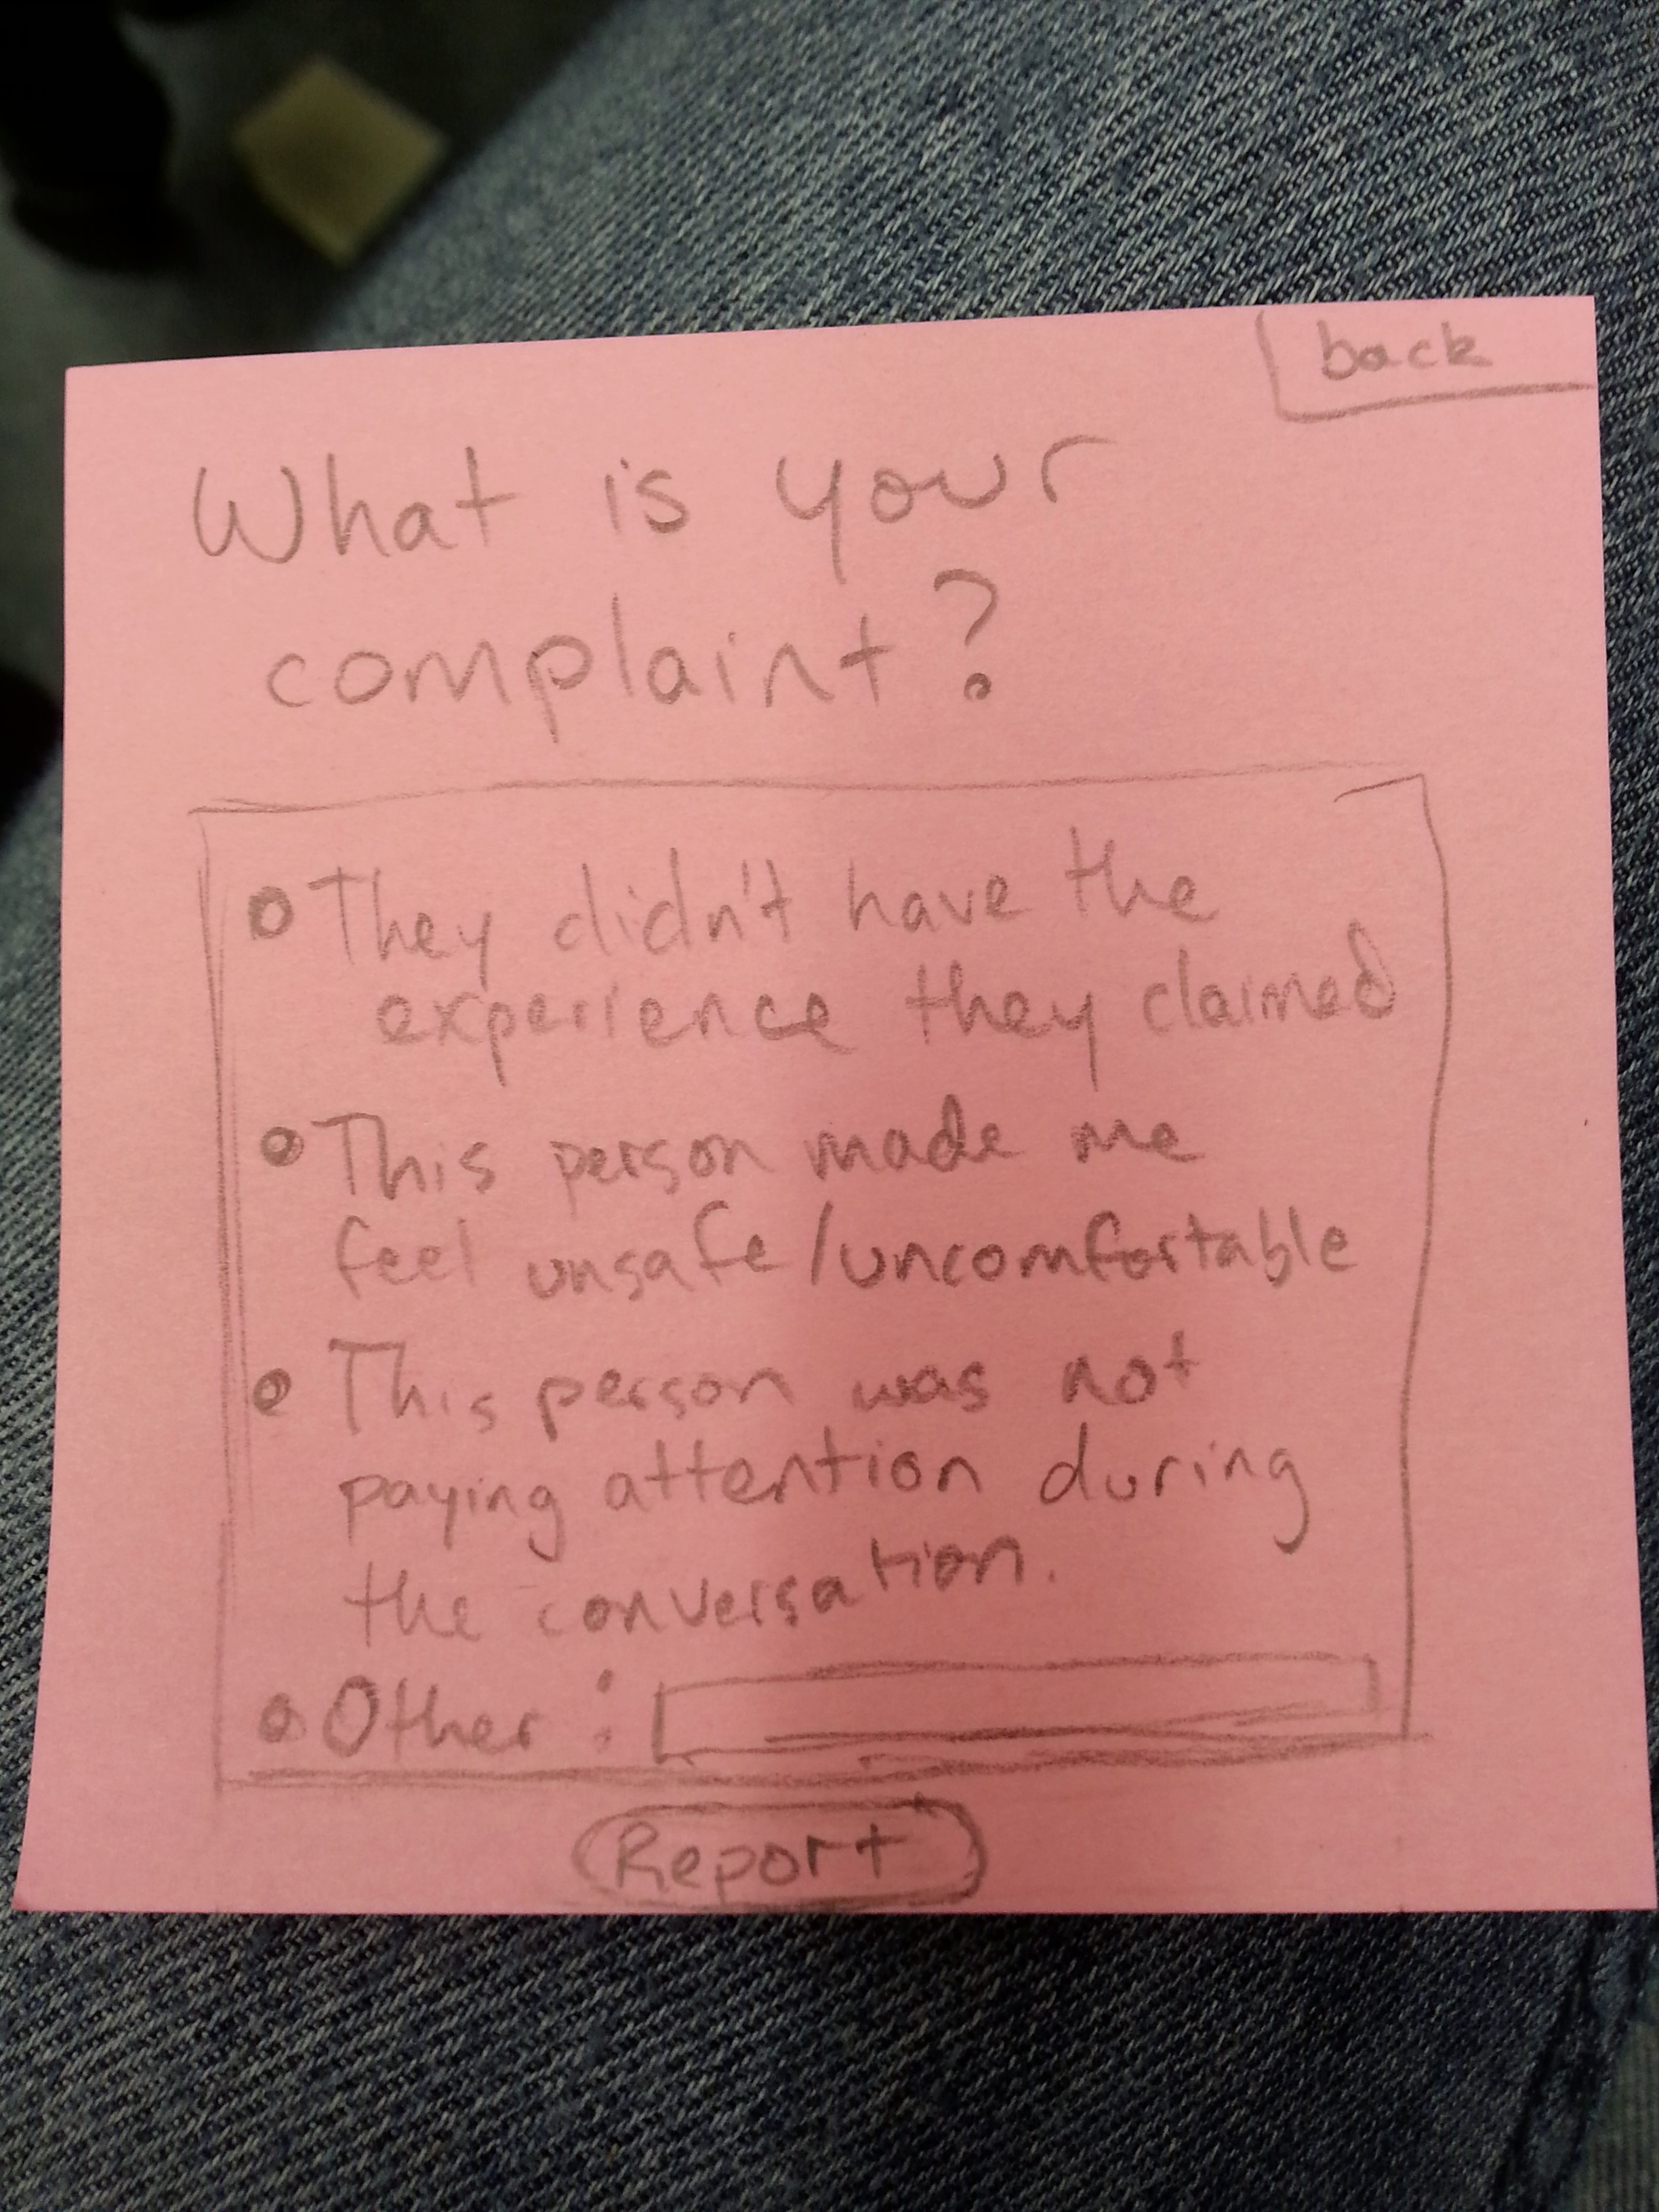 back
What is your
complaint?
They didn't have the
experience they claimed
This person made me
feel unsafe/uncomfortable
This person was not
paying attention during
the conversation.
Other :
Report